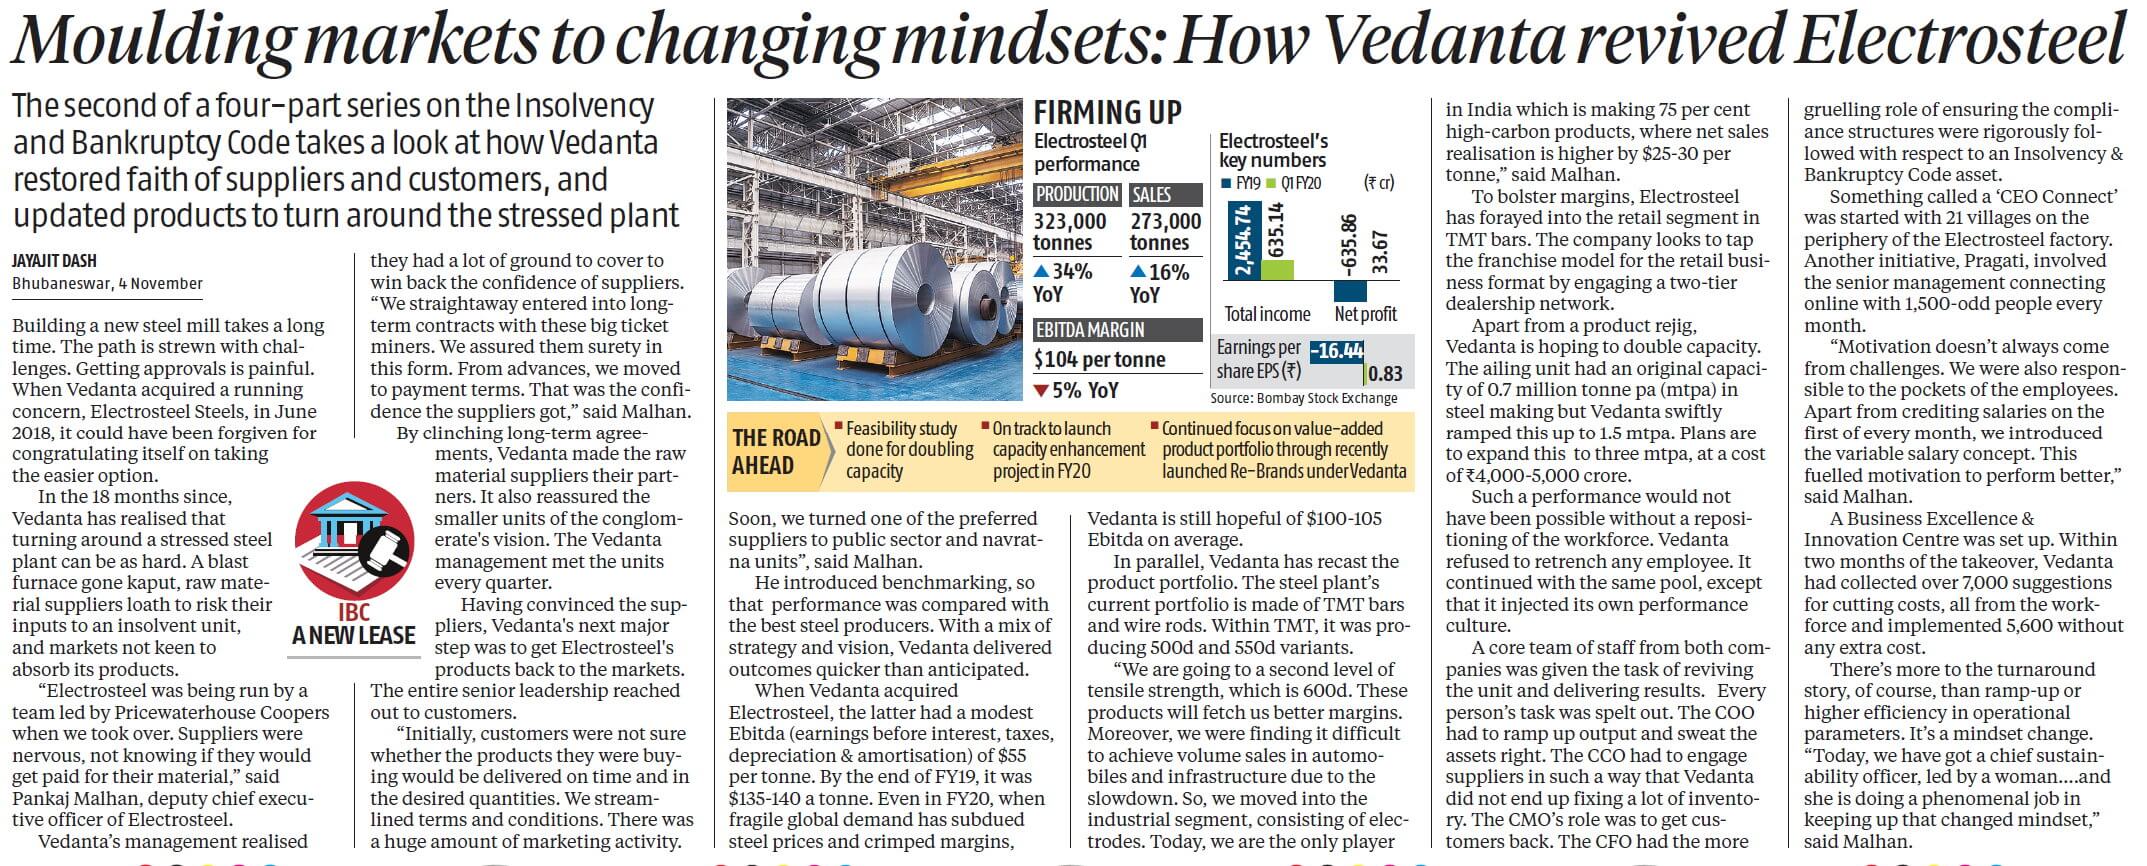 Moulding markets to changing mindsets: How Vedanta revived Electrosteel
The second of a four-part series on the Insolvency
and Bankruptcy Code takes a look at how Vedanta
restored faith of suppliers and customers, and
updated products to turn around the stressed plant
JAYAJIT DASH
Bhubaneswar, 4 November
Building a new steel mill takes a long
time. The path is strewn with chal-
lenges. Getting approvals is painful.
When Vedanta acquired a running
concern, Electrosteel Steels, in June
2018, it could have been forgiven for
congratulating itself on taking
the easier option.
In the 18 months since,
Vedanta has realised that
turning around a stressed steel
plant can be as hard. A blast
furnace gone kaput, raw mate-
rial suppliers loath to risk their
inputs to an insolvent unit,
and markets not keen to
absorb its products.
“Electrosteel was being run by a
team led by Pricewaterhouse Coopers
when we took over. Suppliers were
nervous, not knowing if they would
get paid for their material,” said
Pankaj Malhan, deputy chief execu-
tive officer of Electrosteel.
Vedanta’s management realised
IBC
A NEW LEASE
they had a lot of ground to cover to
win back the confidence of suppliers.
“We straightaway entered into long-
term contracts with these big ticket
miners. We assured them surety in
this form. From advances, we moved
to payment terms. That was the confi-
dence the suppliers got,” said Malhan.
By clinching long-term agree-
ments, Vedanta made the raw
material suppliers their part-
ners. It also reassured the
smaller units of the conglom-
erate's vision. The Vedanta
management met the units
every quarter.
Having convinced the sup-
pliers, Vedanta's next major
step was to get Electrosteel's
products back to the markets.
The entire senior leadership reached
out to customers.
“Initially, customers were not sure
whether the products they were buy-
ing would be delivered on time and in
the desired quantities. We stream-
lined terms and conditions. There was
a huge amount of marketing activity.
FIRMING UP
Electrosteel Q1
performance
PRODUCTION
323,000
tonnes
▲34%
YoY
SALES
273,000
tonnes
▲16%
YoY
EBITDA MARGIN
$104 per tonne
▼5% YoY
Electrosteel’s
key numbers
FY19 Q1 FY20 (₹ cr)
2,454.74
635.14
-635.86
33.67
Total income Net profit
Earnings per
share EPS (₹)
-16.44
0.83
Source: Bombay Stock Exchange
THE ROAD
AHEAD
Feasibility study
done for doubling
capacity
On track to launch
capacity enhancement
project in FY20
Continued focus on value-added
product portfolio through recently
launched Re-Brands under Vedanta
Soon, we turned one of the preferred
suppliers to public sector and navrat-
na units”, said Malhan.
He introduced benchmarking, so
that performance was compared with
the best steel producers. With a mix of
strategy and vision, Vedanta delivered
outcomes quicker than anticipated.
When Vedanta acquired
Electrosteel, the latter had a modest
Ebitda (earnings before interest, taxes,
depreciation & amortisation) of $55
per tonne. By the end of FY19, it was
$135-140 a tonne. Even in FY20, when
fragile global demand has subdued
steel prices and crimped margins,
Vedanta is still hopeful of $100-105
Ebitda on average.
In parallel, Vedanta has recast the
product portfolio. The steel plant’s
current portfolio is made of TMT bars
and wire rods. Within TMT, it was pro-
ducing 500d and 550d variants.
“We are going to a second level of
tensile strength, which is 600d. These
products will fetch us better margins.
Moreover, we were finding it difficult
to achieve volume sales in automo-
biles and infrastructure due to the
slowdown. So, we moved into the
industrial segment, consisting of elec-
trodes. Today, we are the only player
in India which is making 75 per cent
high-carbon products, where net sales
realisation is higher by $25-30 per
tonne,” said Malhan.
To bolster margins, Electrosteel
has forayed into the retail segment in
TMT bars. The company looks to tap
the franchise model for the retail busi-
ness format by engaging a two-tier
dealership network.
Apart from a product rejig,
Vedanta is hoping to double capacity.
The ailing unit had an original capaci-
ty of 0.7 million tonne pa (mtpa) in
steel making but Vedanta swiftly
ramped this up to 1.5 mtpa. Plans are
to expand this to three mtpa, at a cost
of ₹4,000-5,000 crore.
Such a performance would not
have been possible without a reposi-
tioning of the workforce. Vedanta
refused to retrench any employee. It
continued with the same pool, except
that it injected its own performance
culture.
A core team of staff from both com-
panies was given the task of reviving
the unit and delivering results. Every
person’s task was spelt out. The COO
had to ramp up output and sweat the
assets right. The CCO had to engage
suppliers in such a way that Vedanta
did not end up fixing a lot of invento-
ry. The CMO’s role was to get cus-
tomers back. The CFO had the more
gruelling role of ensuring the compli-
ance structures were rigorously fol-
lowed with respect to an Insolvency &
Bankruptcy Code asset.
Something called a ‘CEO Connect’
was started with 21 villages on the
periphery of the Electrosteel factory.
Another initiative, Pragati, involved
the senior management connecting
online with 1,500-odd people every
month.
“Motivation doesn’t always come
from challenges. We were also respon-
sible to the pockets of the employees.
Apart from crediting salaries on the
first of every month, we introduced
the variable salary concept. This
fuelled motivation to perform better,”
said Malhan.
A Business Excellence &
Innovation Centre was set up. Within
two months of the takeover, Vedanta
had collected over 7,000 suggestions
for cutting costs, all from the work-
force and implemented 5,600 without
any extra cost.
There’s more to the turnaround
story, of course, than ramp-up or
higher efficiency in operational
parameters. It’s a mindset change.
“Today, we have got a chief sustain-
ability officer, led by a woman....and
she is doing a phenomenal job in
keeping up that changed mindset,”
said Malhan.